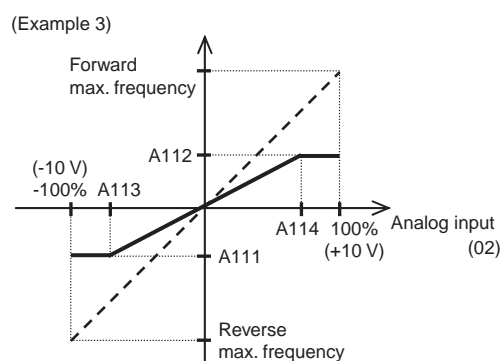 (Example 3)
Forward
max. frequency
A112
(-10 V)
-100%
A113
A114
100%
(+10 V)
Analog input
(02)
A111
Reverse
max. frequency